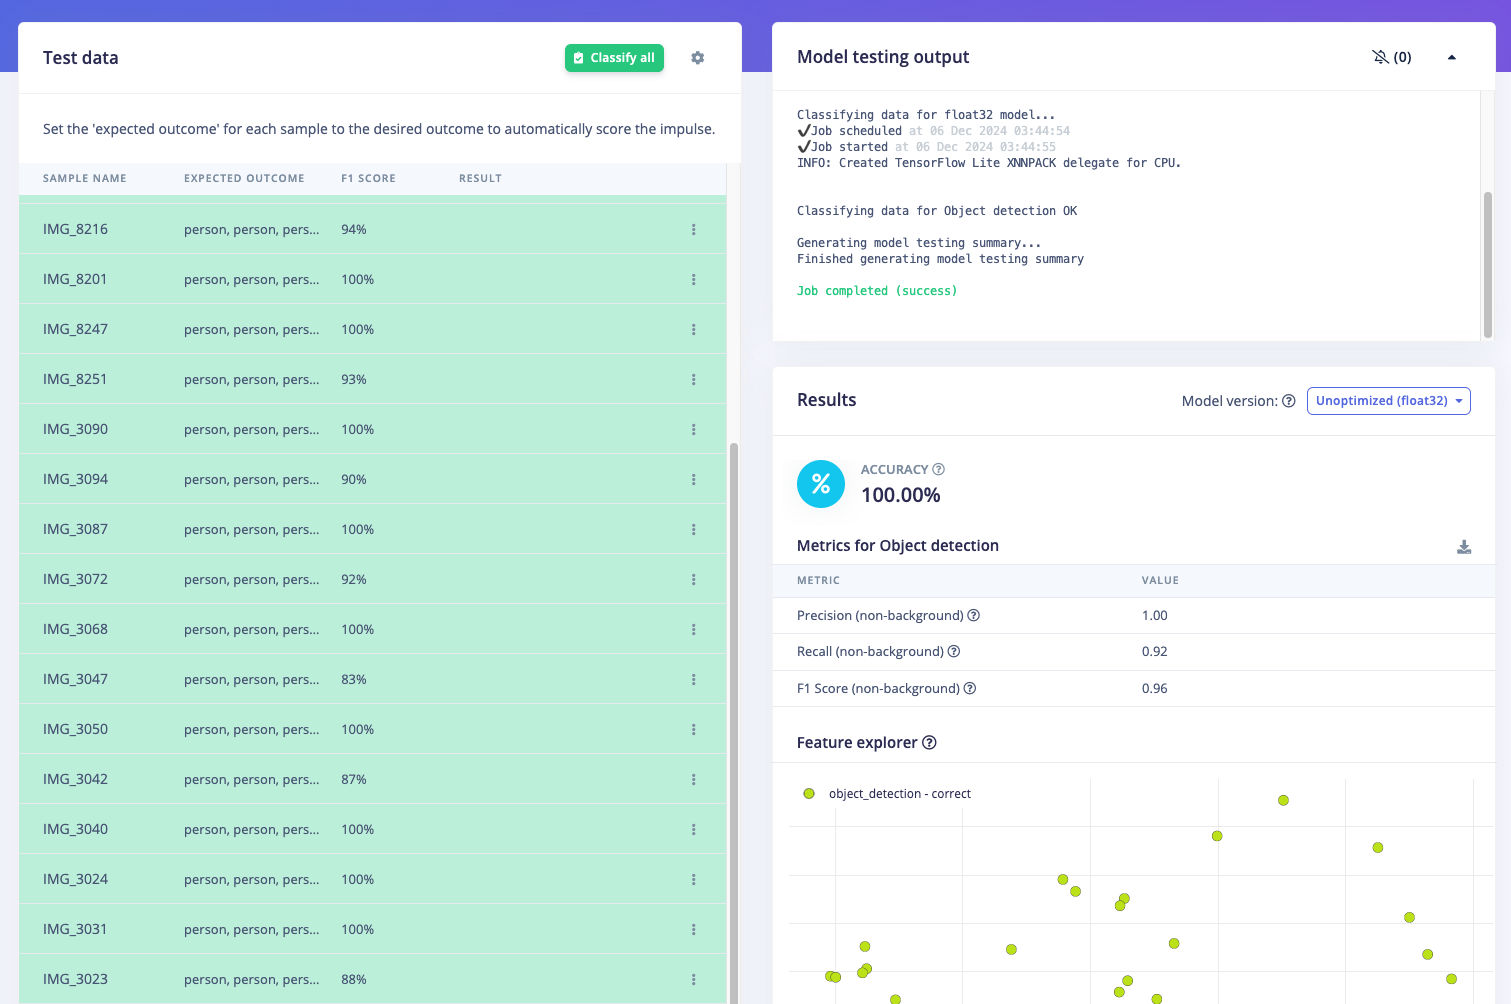 Test data
Classify all
Set the 'expected outcome' for each sample to the desired outcome to automatically score the impulse.
SAMPLE NAME EXPECTED OUTCOME F1 SCORE RESULT
IMG_8216 person, person, pers... 94%
IMG_8201 person, person, pers... 100%
IMG_8247 person, person, pers... 100%
IMG_8251 person, person, pers... 93%
IMG_3090 person, person, pers... 100%
IMG_3094 person, person, pers... 90%
IMG_3087 person, person, pers... 100%
IMG_3072 person, person, pers... 92%
IMG_3068 person, person, pers... 100%
IMG_3047 person, person, pers... 83%
IMG_3050 person, person, pers... 100%
IMG_3042 person, person, pers... 87%
IMG_3040 person, person, pers... 100%
IMG_3024 person, person, pers... 100%
IMG_3031 person, person, pers... 100%
IMG_3023 person, person, pers... 88%
Model testing output
(0)
Classifying data for float32 model...
✔Job scheduled at 06 Dec 2024 03:44:54
✔Job started at 06 Dec 2024 03:44:55
INFO: Created TensorFlow Lite XNNPACK delegate for CPU.
Classifying data for Object detection OK
Generating model testing summary...
Finished generating model testing summary
Job completed (success)
Results
Model version: Unoptimized (float32)
%
ACCURACY
100.00%
Metrics for Object detection
METRIC VALUE
Precision (non-background) 1.00
Recall (non-background) 0.92
F1 Score (non-background) 0.96
Feature explorer
object_detection - correct